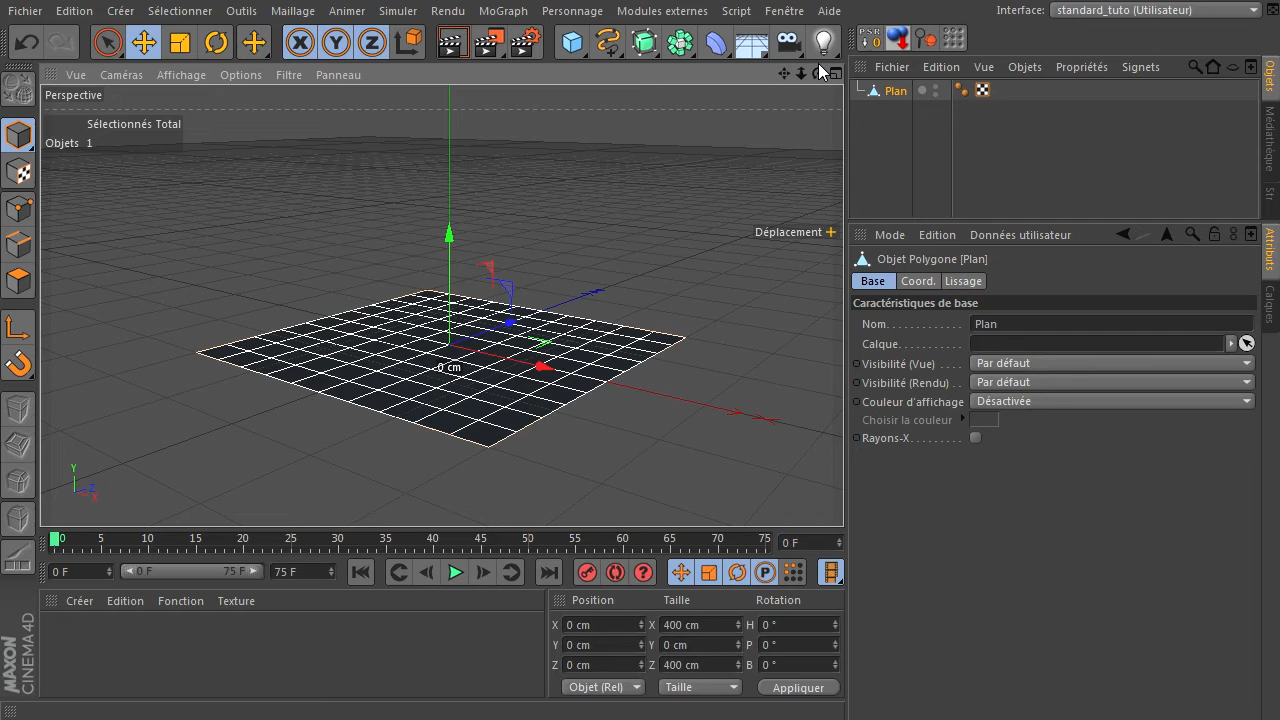 Fichier Edition Créer Sélectionner Outils Maillage Animer Simuler Rendu MoGraph Personnage Modules externes Script Fenêtre Aide Interface: standard_tuto (Utilisateur)
X Y Z PSR 0
Vue Caméras Affichage Options Filtre Panneau
Fichier Edition Vue Objets Propriétés Signets
Perspective
Plan
Sélectionnés Total
Objets 1
Déplacement +
0 cm
Y
Z
X
Objets
Médiathèque
Str
Mode Edition Données utilisateur
Objet Polygone [Plan]
Base Coord. Lissage
Caractéristiques de base
Nom. Plan
Calque.
Visibilité (Vue) Par défaut
Visibilité (Rendu) Par défaut
Couleur d'affichage Désactivée
Choisir la couleur
Rayons-X
Attributs
Calques
0 5 10 15 20 25 30 35 40 45 50 55 60 65 70 75 0 F
0 F 0 F 75 F 75 F P
Créer Edition Fonction Texture
Position Taille Rotation
X 0 cm X 400 cm H 0 °
Y 0 cm Y 0 cm P 0 °
Z 0 cm Z 400 cm B 0 °
Objet (Rel) Taille Appliquer
MAXON
CINEMA 4D